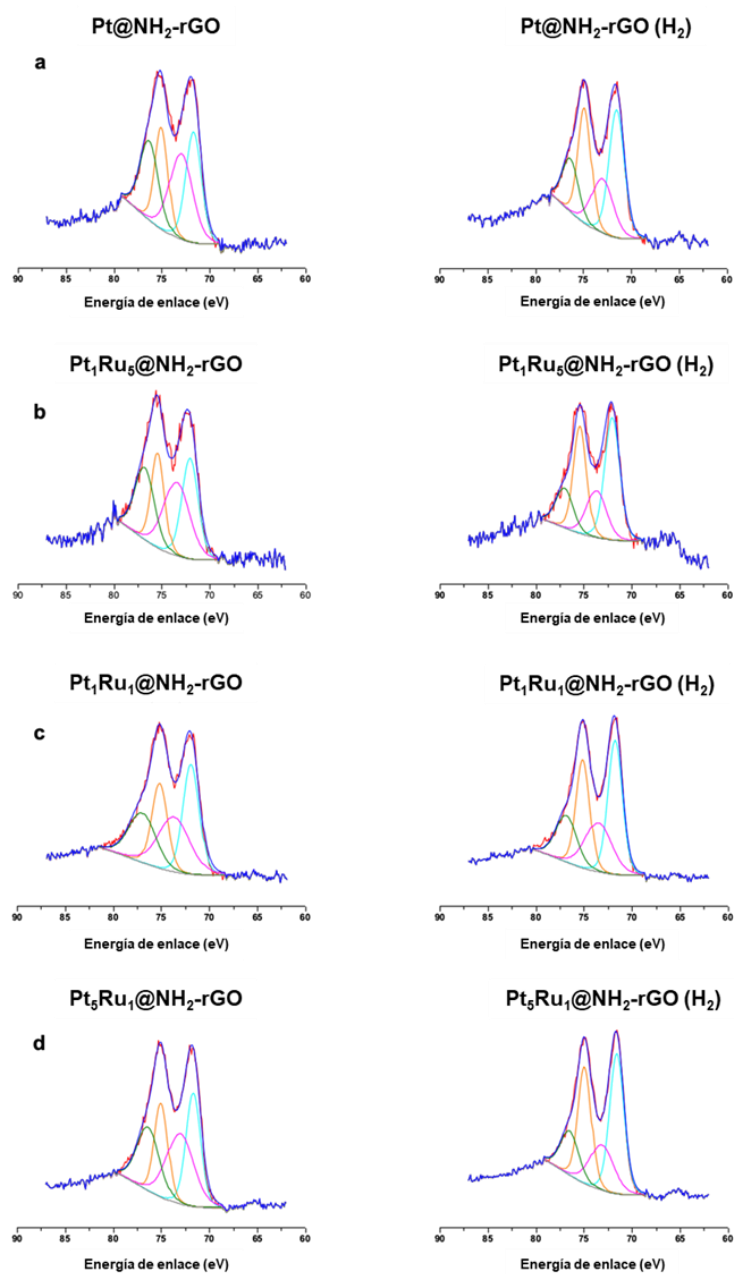 Pt@NH₂-rGO Pt@NH₂-rGO (H₂)
a
90 85 80 75 70 65 60 90 85 80 75 70 65 60
Energía de enlace (eV) Energía de enlace (eV)
Pt₁Ru₅@NH₂-rGO Pt₁Ru₅@NH₂-rGO (H₂)
b
90 85 80 75 70 65 60 90 85 80 75 70 65 60
Energía de enlace (eV) Energía de enlace (eV)
Pt₁Ru₁@NH₂-rGO Pt₁Ru₁@NH₂-rGO (H₂)
c
90 85 80 75 70 65 60 90 85 80 75 70 65 60
Energía de enlace (eV) Energía de enlace (eV)
Pt₅Ru₁@NH₂-rGO Pt₅Ru₁@NH₂-rGO (H₂)
d
90 85 80 75 70 65 60 90 85 80 75 70 65 60
Energía de enlace (eV) Energía de enlace (eV)